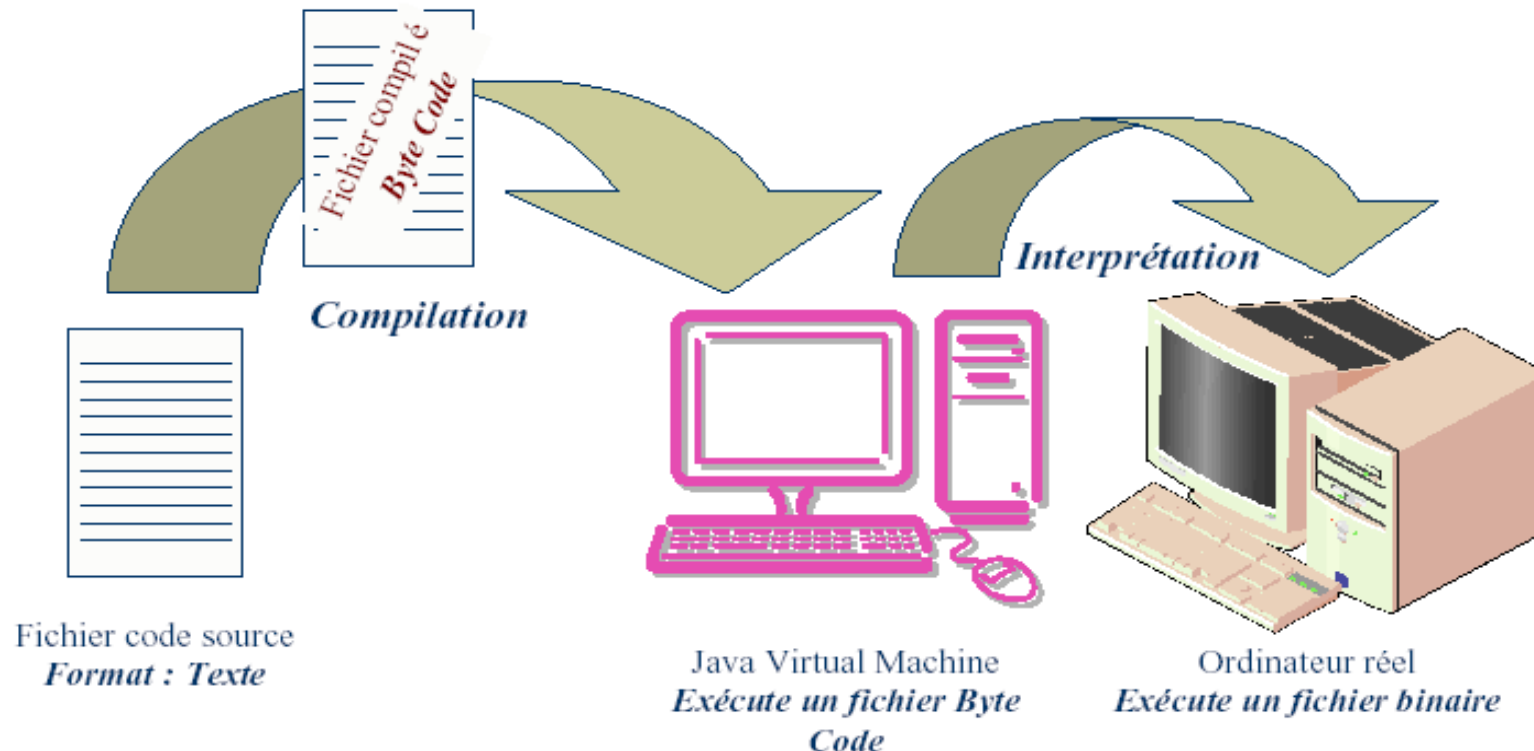 Fichier compil é
Byte Code
Compilation
Interprétation
Fichier code source
Format : Texte
Java Virtual Machine
Exécute un fichier Byte
Code
Ordinateur réel
Exécute un fichier binaire